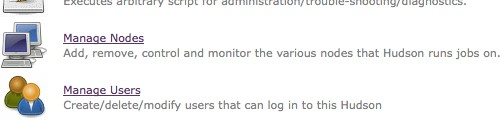 Executes arbitrary script for administration/trouble-shooting/diagnostics.
Manage Nodes
Add, remove, control and monitor the various nodes that Hudson runs jobs on.
Manage Users
Create/delete/modify users that can log in to this Hudson